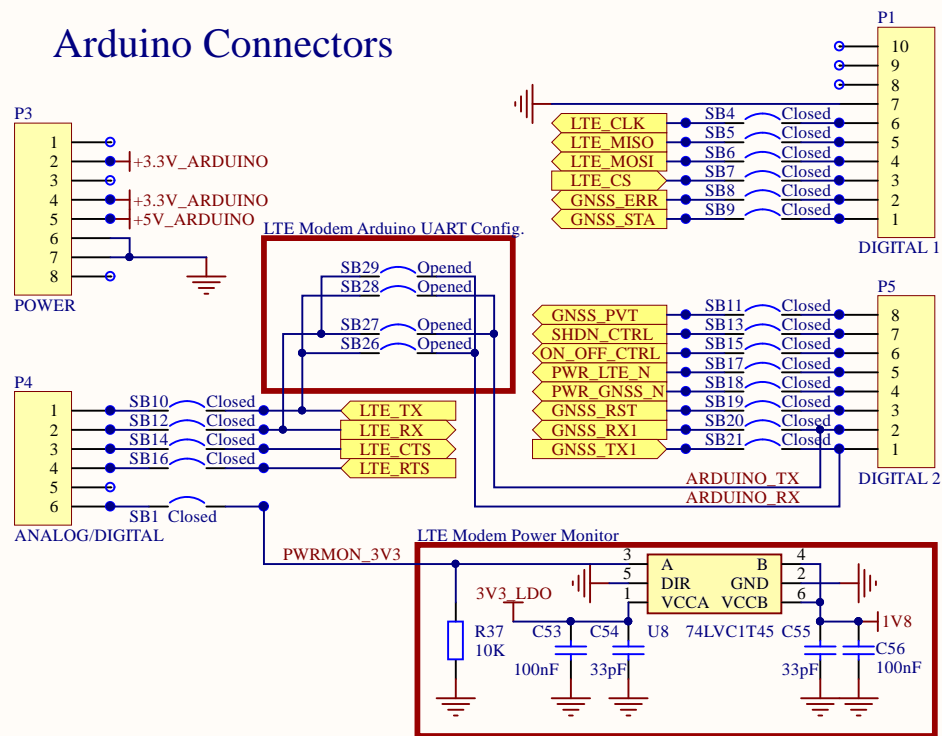 Arduino Connectors
P1
10
9
8
7
LTE_CLK SB4 Closed 6
LTE_MISO SB5 Closed 5
LTE_MOSI SB6 Closed 4
LTE_CS SB7 Closed 3
GNSS_ERR SB8 Closed 2
GNSS_STA SB9 Closed 1
DIGITAL 1
P3
1
2 +3.3V_ARDUINO
3
4 +3.3V_ARDUINO
5 +5V_ARDUINO
6
7
8
POWER
LTE Modem Arduino UART Config.
SB29 Opened
SB28 Opened
SB27 Opened
SB26 Opened
P5
GNSS_PVT SB11 Closed 8
SHDN_CTRL SB13 Closed 7
ON_OFF_CTRL SB15 Closed 6
PWR_LTE_N SB17 Closed 5
PWR_GNSS_N SB18 Closed 4
GNSS_RST SB19 Closed 3
GNSS_RX1 SB20 Closed 2
GNSS_TX1 SB21 Closed 1
DIGITAL 2
ARDUINO_TX
ARDUINO_RX
P4
1 SB10 Closed LTE_TX
2 SB12 Closed LTE_RX
3 SB14 Closed LTE_CTS
4 SB16 Closed LTE_RTS
5
6 SB1 Closed
ANALOG/DIGITAL
PWRMON_3V3
LTE Modem Power Monitor
3 A B 4
5 DIR GND 2
1 VCCA VCCB 6
U8 74LVC1T45
3V3_LDO
1V8
R37
10K
C53
100nF
C54
33pF
C55
33pF
C56
100nF